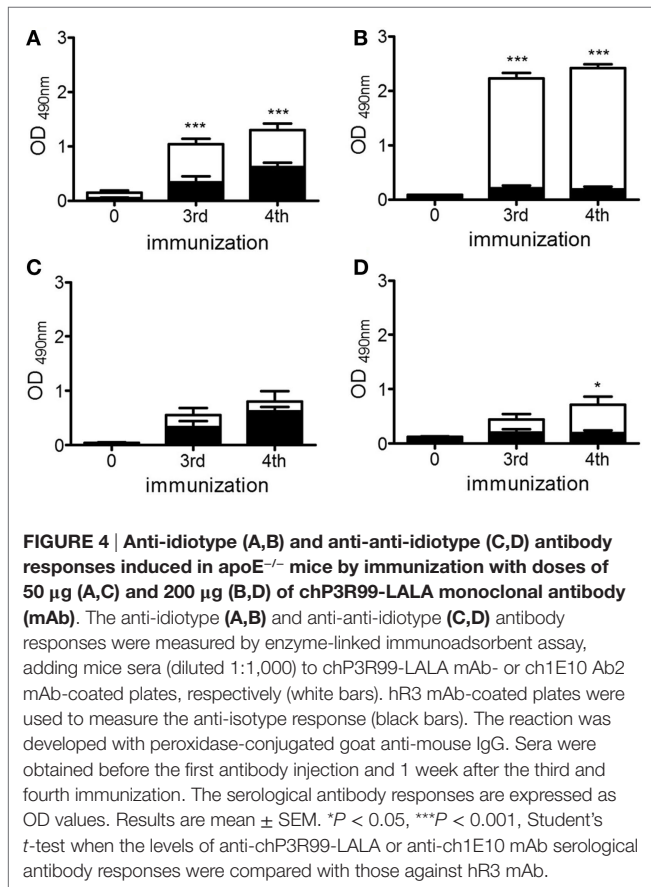 A
B
3
2
1
0
OD 490nm
***
***
0
3rd
4th
immunization
3
2
1
0
OD 490nm
***
***
0
3rd
4th
immunization
C
D
3
2
1
0
OD 490nm
0
3rd
4th
immunization
3
2
1
0
OD 490nm
*
0
3rd
4th
immunization
FIGURE 4 | Anti-idiotype (A,B) and anti-anti-idiotype (C,D) antibody
responses induced in apoE−/− mice by immunization with doses of
50 μg (A,C) and 200 μg (B,D) of chP3R99-LALA monoclonal antibody
(mAb). The anti-idiotype (A,B) and anti-anti-idiotype (C,D) antibody
responses were measured by enzyme-linked immunoadsorbent assay,
adding mice sera (diluted 1:1,000) to chP3R99-LALA mAb- or ch1E10 Ab2
mAb-coated plates, respectively (white bars). hR3 mAb-coated plates were
used to measure the anti-isotype response (black bars). The reaction was
developed with peroxidase-conjugated goat anti-mouse IgG. Sera were
obtained before the first antibody injection and 1 week after the third and
fourth immunization. The serological antibody responses are expressed as
OD values. Results are mean ± SEM. *P < 0.05, ***P < 0.001, Student's
t-test when the levels of anti-chP3R99-LALA or anti-ch1E10 mAb serological
antibody responses were compared with those against hR3 mAb.